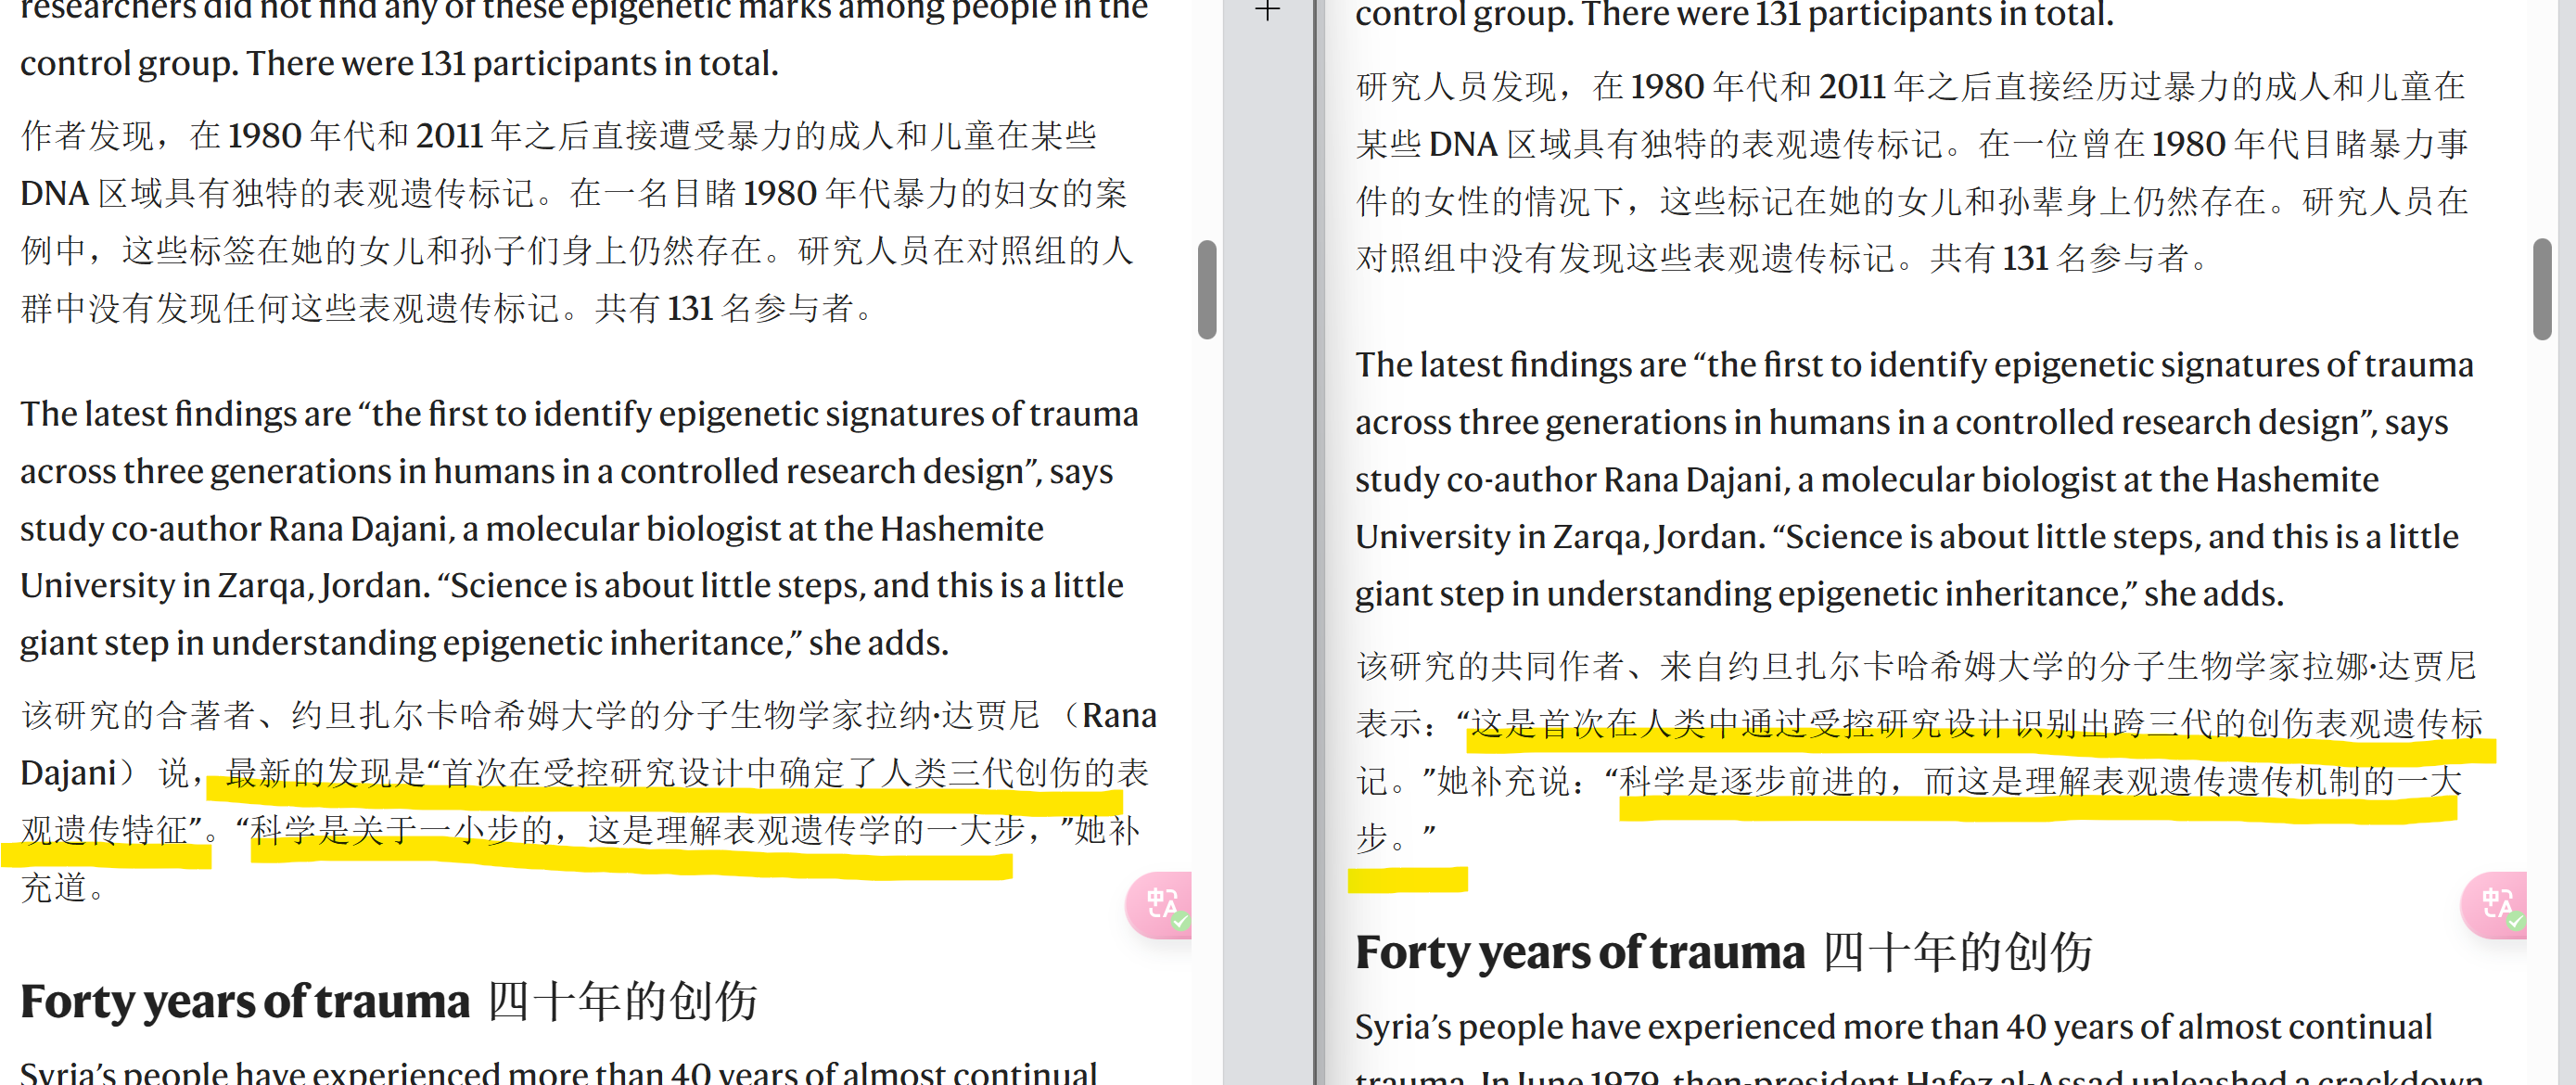 researchers did not find any of these epigenetic marks among people in the
control group. There were 131 participants in total.
作者发现，在 1980 年代和 2011 年之后直接遭受暴力的成人和儿童在某些
DNA 区域具有独特的表观遗传标记。在一名目睹 1980 年代暴力的妇女的案
例中，这些标签在她的女儿和孙子们身上仍然存在。研究人员在对照组的人
群中没有发现任何这些表观遗传标记。共有 131 名参与者。
The latest findings are “the first to identify epigenetic signatures of trauma
across three generations in humans in a controlled research design”, says
study co-author Rana Dajani, a molecular biologist at the Hashemite
University in Zarqa, Jordan. “Science is about little steps, and this is a little
giant step in understanding epigenetic inheritance,” she adds.
该研究的合著者、约旦扎尔卡哈希姆大学的分子生物学家拉纳·达贾尼 （Rana
Dajani） 说，最新的发现是“首次在受控研究设计中确定了人类三代创伤的表
观遗传特征”。“科学是关于一小步的，这是理解表观遗传学的一大步，”她补
充道。
Forty years of trauma 四十年的创伤
Syria’s people have experienced more than 40 years of almost continual
control group. There were 131 participants in total.
研究人员发现，在 1980 年代和 2011 年之后直接经历过暴力的成人和儿童在
某些 DNA 区域具有独特的表观遗传标记。在一位曾在 1980 年代目睹暴力事
件的女性的情况下，这些标记在她的女儿和孙辈身上仍然存在。研究人员在
对照组中没有发现这些表观遗传标记。共有 131 名参与者。
The latest findings are “the first to identify epigenetic signatures of trauma
across three generations in humans in a controlled research design”, says
study co-author Rana Dajani, a molecular biologist at the Hashemite
University in Zarqa, Jordan. “Science is about little steps, and this is a little
giant step in understanding epigenetic inheritance,” she adds.
该研究的共同作者、来自约旦扎尔卡哈希姆大学的分子生物学家拉娜·达贾尼
表示：“这是首次在人类中通过受控研究设计识别出跨三代的创伤表观遗传标
记。”她补充说：“科学是逐步前进的，而这是理解表观遗传遗传机制的一大
步。”
Forty years of trauma 四十年的创伤
Syria’s people have experienced more than 40 years of almost continual
trauma. In June 1979, then-president Hafez al-Assad unleashed a crackdown